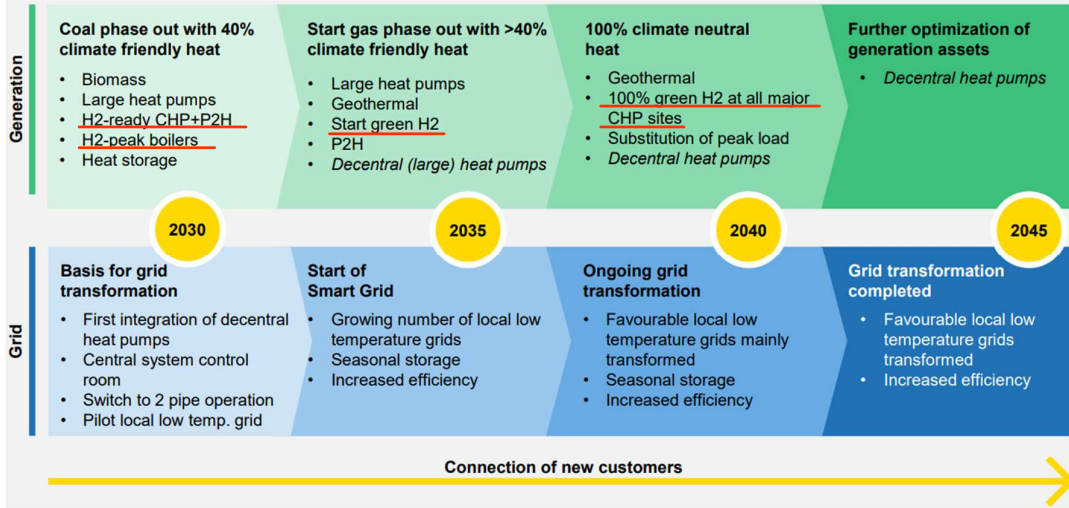 Generation
Coal phase out with 40%
climate friendly heat
• Biomass
• Large heat pumps
• H2-ready CHP+P2H
• H2-peak boilers
• Heat storage
Start gas phase out with >40%
climate friendly heat
• Large heat pumps
• Geothermal
• Start green H2
• P2H
• Decentral (large) heat pumps
100% climate neutral
heat
• Geothermal
• 100% green H2 at all major
CHP sites
• Substitution of peak load
• Decentral heat pumps
Further optimization of
generation assets
• Decentral heat pumps
2030
2035
2040
2045
Grid
Basis for grid
transformation
• First integration of decentral
heat pumps
• Central system control
room
• Switch to 2 pipe operation
• Pilot local low temp. grid
Start of
Smart Grid
• Growing number of local low
temperature grids
• Seasonal storage
• Increased efficiency
Ongoing grid
transformation
• Favourable local low
temperature grids mainly
transformed
• Seasonal storage
• Increased efficiency
Grid transformation
completed
• Favourable local low
temperature grids
transformed
• Increased efficiency
Connection of new customers